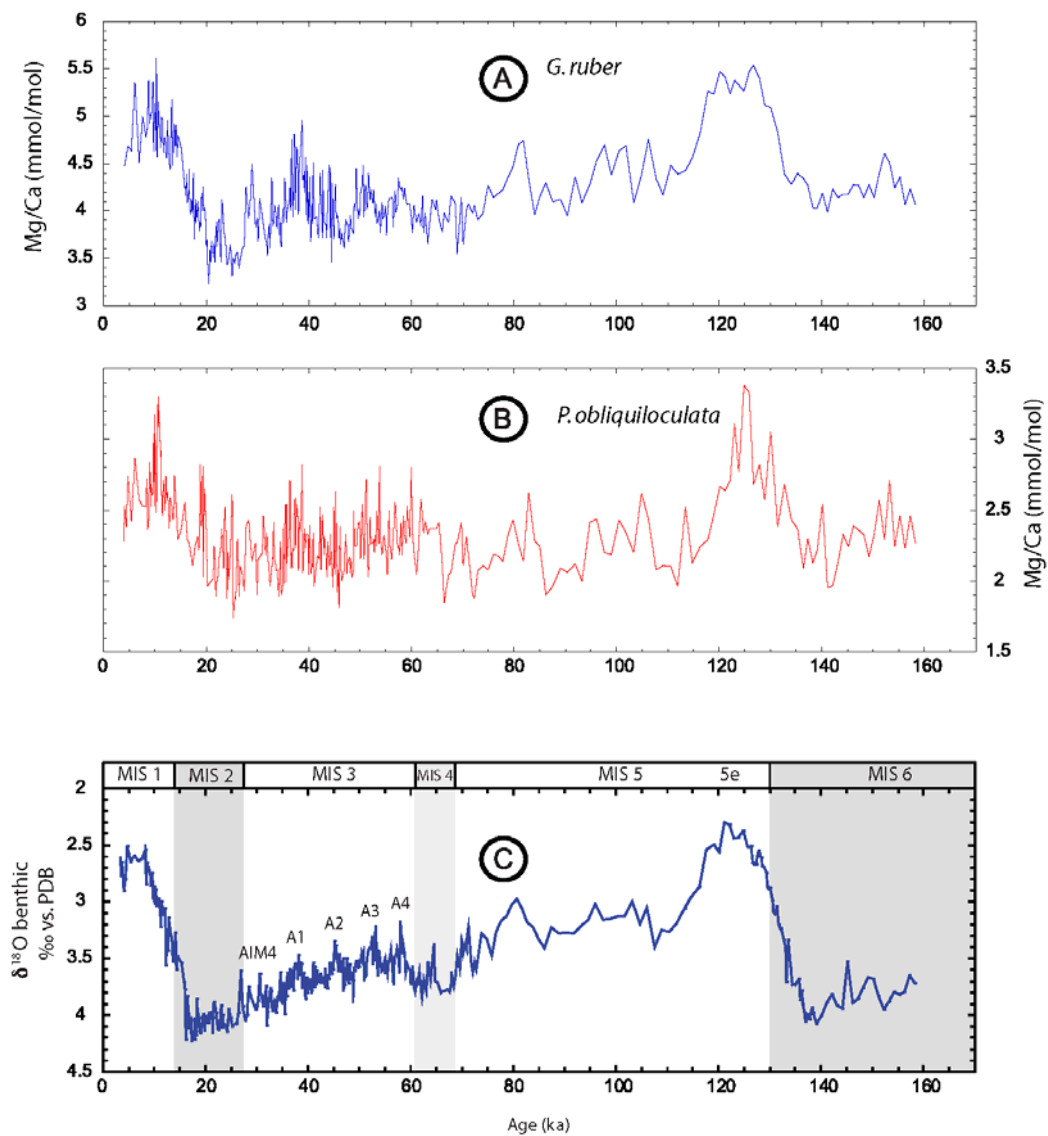 6
5.5
5
4.5
4
3.5
3
Mg/Ca (mmol/mol)
A
G. ruber
0 20 40 60 80 100 120 140 160
3.5
3
2.5
2
1.5
Mg/Ca (mmol/mol)
B
P. obliquiloculata
0 20 40 60 80 100 120 140 160
MIS 1 MIS 2 MIS 3 MIS 4 MIS 5 5e MIS 6
2
2.5
3
3.5
4
4.5
δ18O benthic
‰ vs. PDB
C
AIM4 A1 A2 A3 A4
0 20 40 60 80 100 120 140 160
Age (ka)